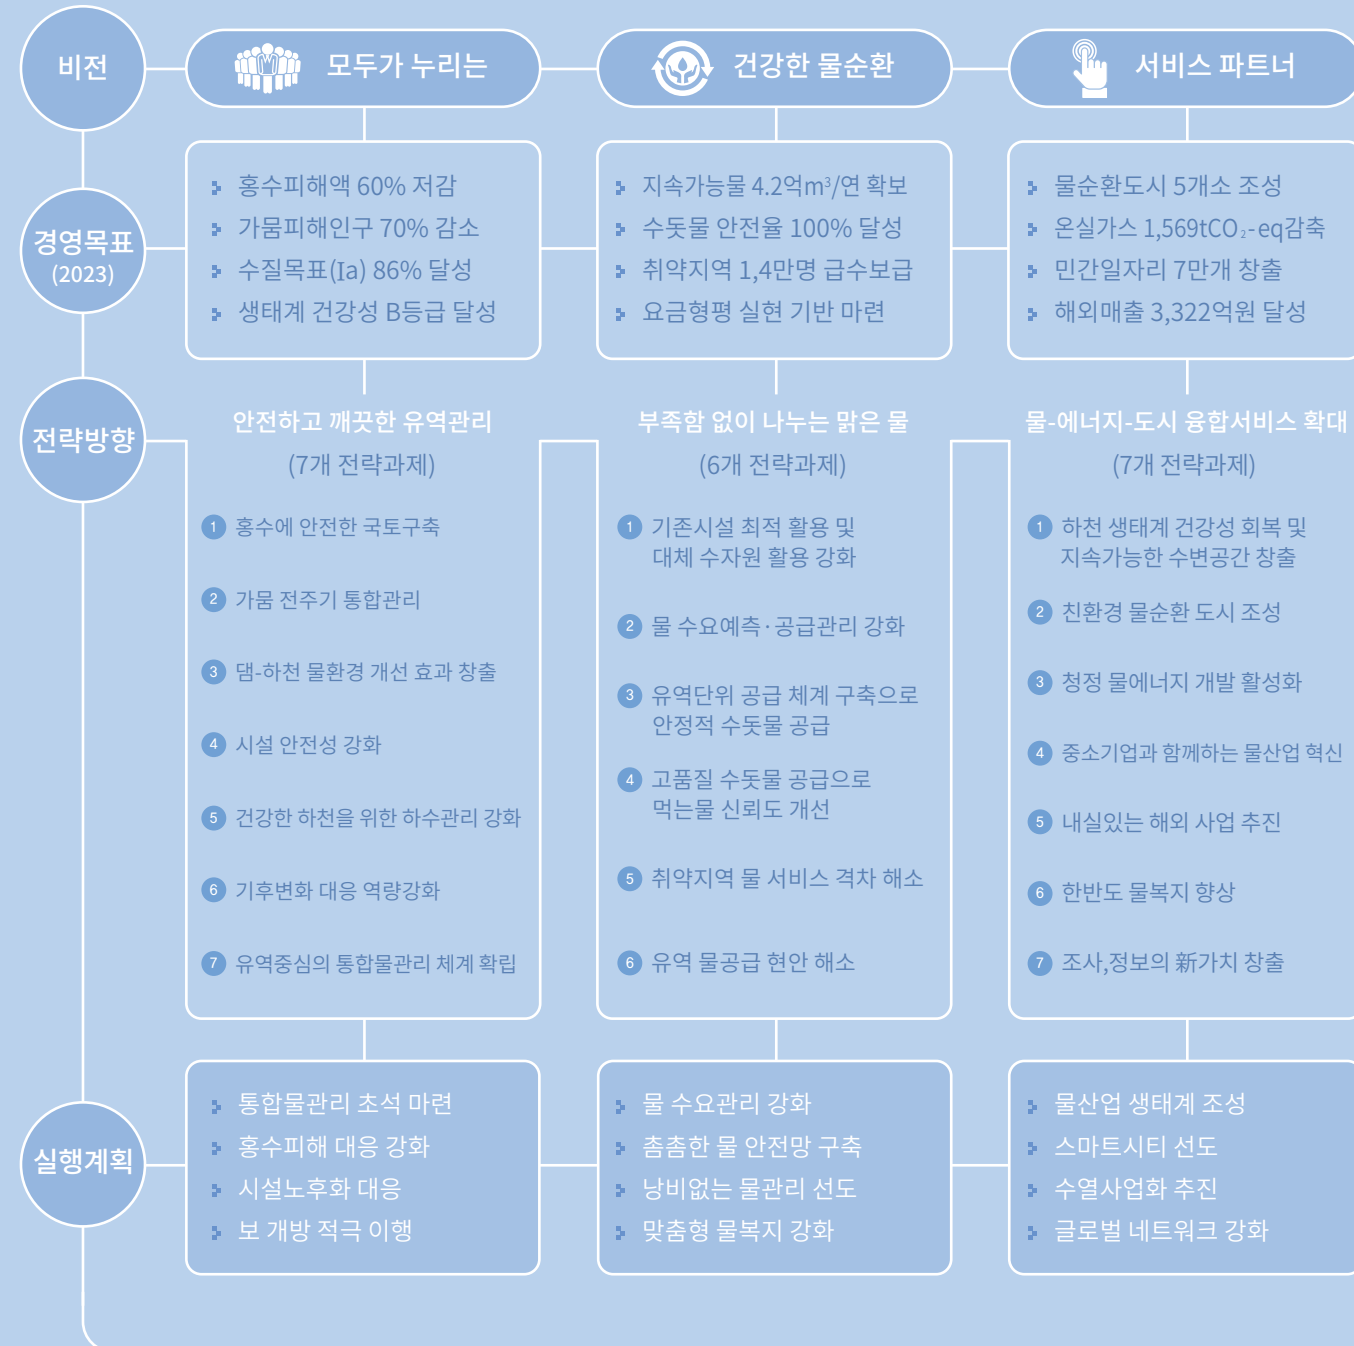 비전
모두가 누리는
건강한 물순환
서비스 파트너
경영목표
(2023)
홍수피해액 60% 저감
가뭄피해인구 70% 감소
수질목표(Ia) 86% 달성
생태계 건강성 B등급 달성
지속가능물 4.2억m³/연 확보
수돗물 안전율 100% 달성
취약지역 1,4만명 급수보급
요금형평 실현 기반 마련
물순환도시 5개소 조성
온실가스 1,569tCO₂-eq감축
민간일자리 7만개 창출
해외매출 3,322억원 달성
전략방향
안전하고 깨끗한 유역관리
(7개 전략과제)
1 홍수에 안전한 국토구축
2 가뭄 전주기 통합관리
3 댐-하천 물환경 개선 효과 창출
4 시설 안전성 강화
5 건강한 하천을 위한 하수관리 강화
6 기후변화 대응 역량강화
7 유역중심의 통합물관리 체계 확립
부족함 없이 나누는 맑은 물
(6개 전략과제)
1 기존시설 최적 활용 및
대체 수자원 활용 강화
2 물 수요예측·공급관리 강화
3 유역단위 공급 체계 구축으로
안정적 수돗물 공급
4 고품질 수돗물 공급으로
먹는물 신뢰도 개선
5 취약지역 물 서비스 격차 해소
6 유역 물공급 현안 해소
물-에너지-도시 융합서비스 확대
(7개 전략과제)
1 하천 생태계 건강성 회복 및
지속가능한 수변공간 창출
2 친환경 물순환 도시 조성
3 청정 물에너지 개발 활성화
4 중소기업과 함께하는 물산업 혁신
5 내실있는 해외 사업 추진
6 한반도 물복지 향상
7 조사,정보의 新가치 창출
실행계획
통합물관리 초석 마련
홍수피해 대응 강화
시설노후화 대응
보 개방 적극 이행
물 수요관리 강화
촘촘한 물 안전망 구축
낭비없는 물관리 선도
맞춤형 물복지 강화
물산업 생태계 조성
스마트시티 선도
수열사업화 추진
글로벌 네트워크 강화